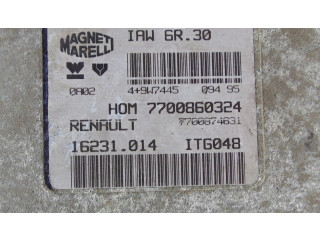 MAGNETI MARELLI IAW 6R.30
0A02 4+9W7445 094 95
HOM 7700860324
RENAULT 7700874631
16231.014 ITG048